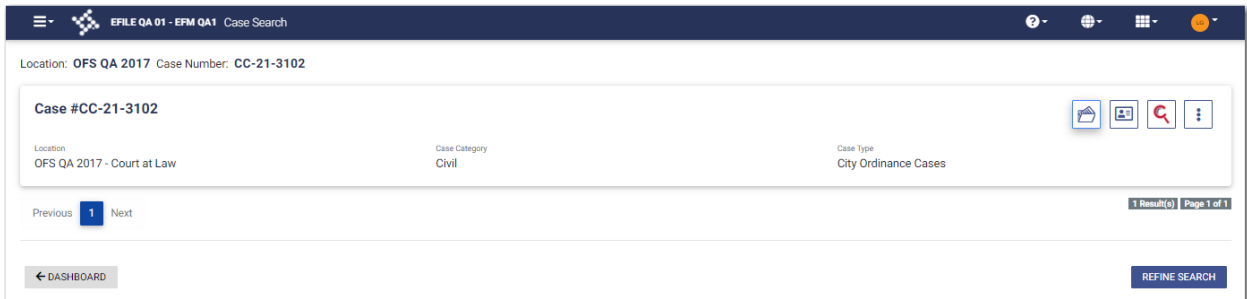 EFILE QA 01 - EFM QA1 Case Search
LG
Location: OFS QA 2017 Case Number: CC-21-3102
Case #CC-21-3102
Location
OFS QA 2017 - Court at Law
Case Category
Civil
Case Type
City Ordinance Cases
Previous 1 Next
1 Result(s) Page 1 of 1
DASHBOARD
REFINE SEARCH